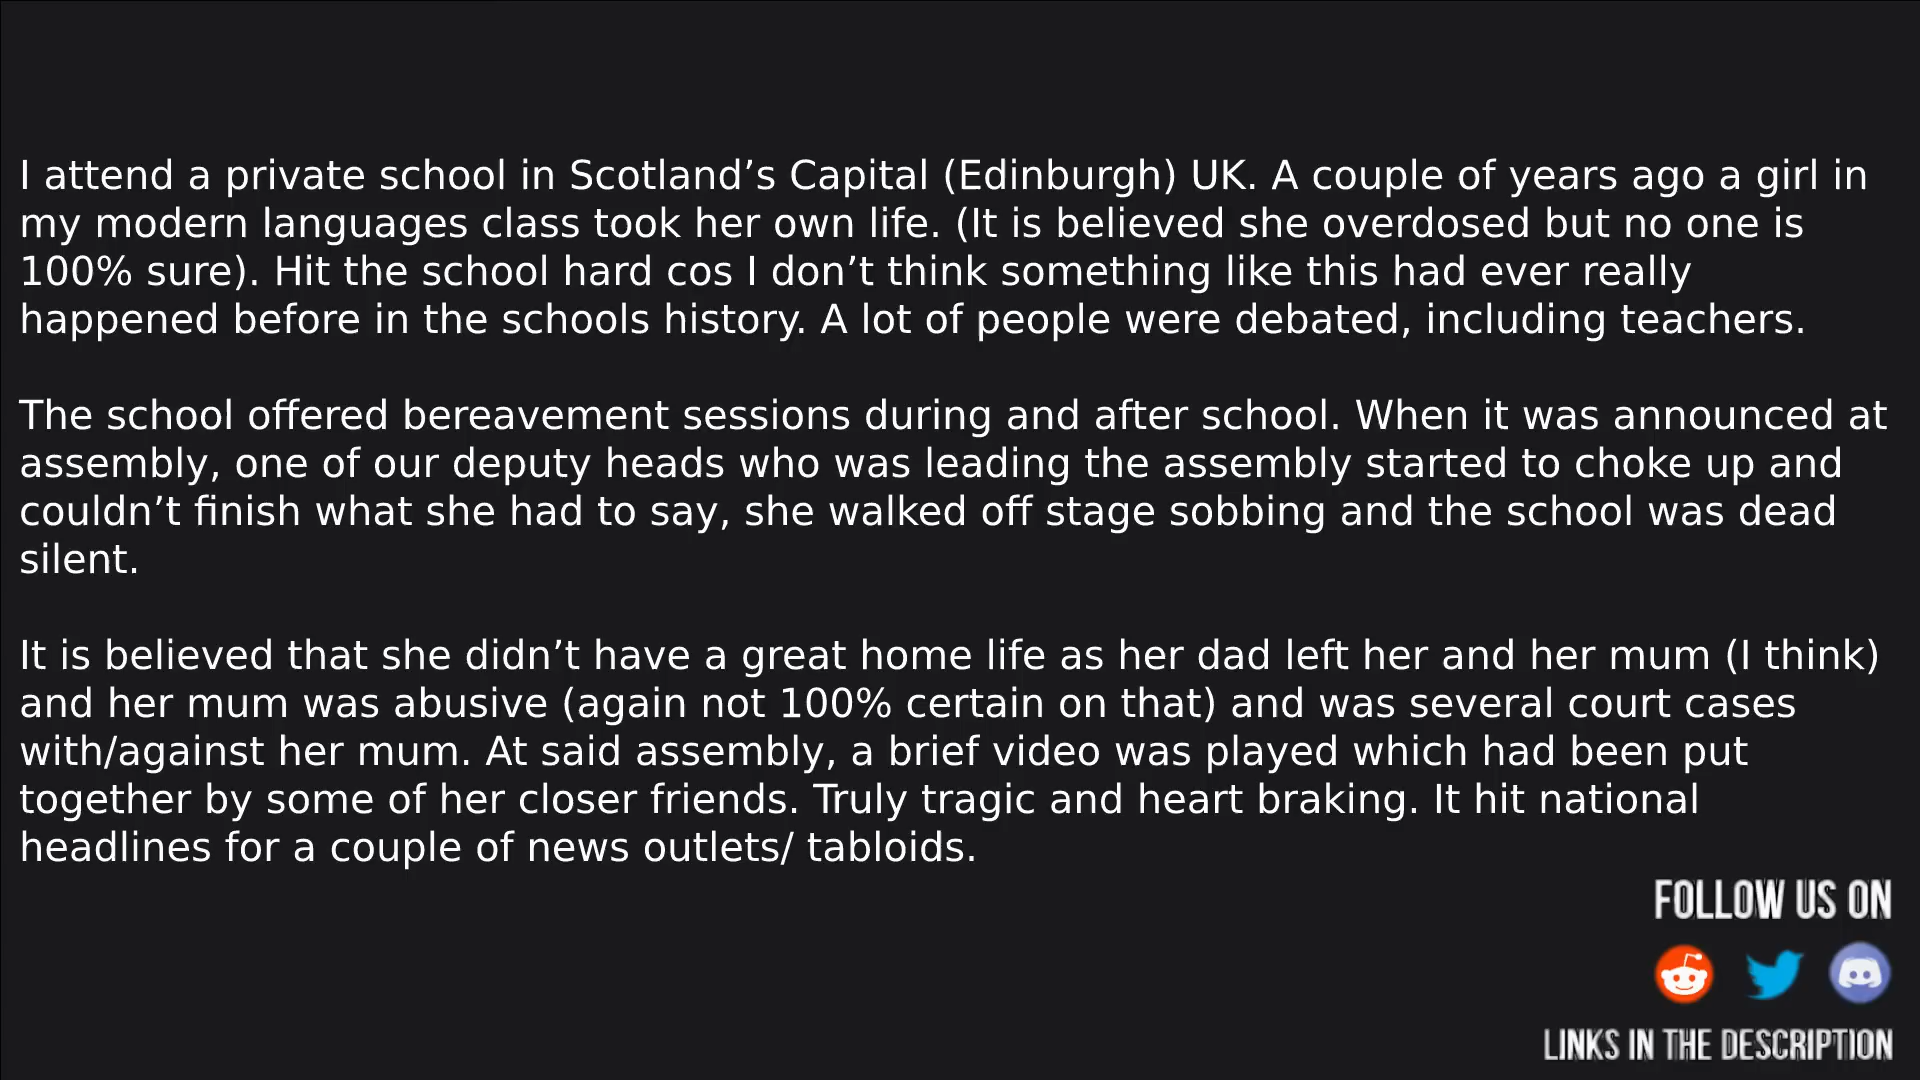 I attend a private school in Scotland’s Capital (Edinburgh) UK. A couple of years ago a girl in
my modern languages class took her own life. (It is believed she overdosed but no one is
100% sure). Hit the school hard cos I don’t think something like this had ever really
happened before in the schools history. A lot of people were debated, including teachers.
The school offered bereavement sessions during and after school. When it was announced at
assembly, one of our deputy heads who was leading the assembly started to choke up and
couldn’t finish what she had to say, she walked off stage sobbing and the school was dead
silent.
It is believed that she didn’t have a great home life as her dad left her and her mum (I think)
and her mum was abusive (again not 100% certain on that) and was several court cases
with/against her mum. At said assembly, a brief video was played which had been put
together by some of her closer friends. Truly tragic and heart braking. It hit national
headlines for a couple of news outlets/ tabloids.
FOLLOW US ON
LINKS IN THE DESCRIPTION